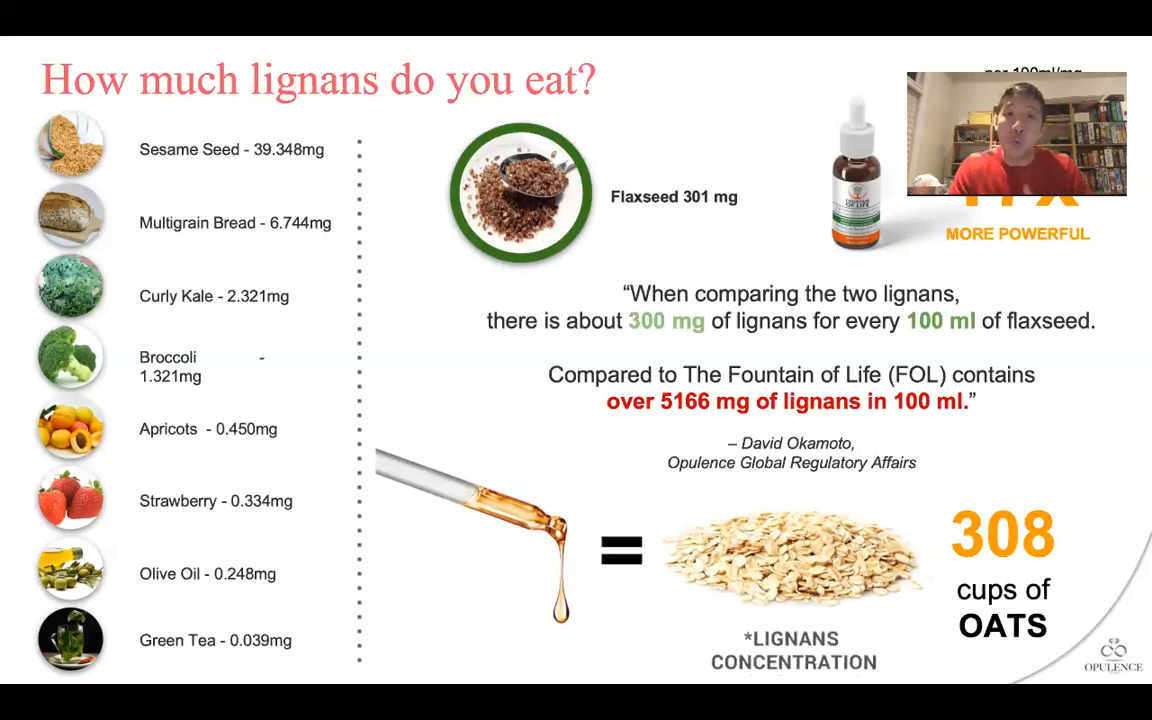 How much lignans do you eat?
Sesame Seed - 39.348mg
Multigrain Bread - 6.744mg
Curly Kale - 2.321mg
Broccoli -
1.321mg
Apricots - 0.450mg
Strawberry - 0.334mg
Olive Oil - 0.248mg
Green Tea - 0.039mg
Flaxseed 301 mg
OF LIFE
MORE POWERFUL
“When comparing the two lignans,
there is about 300 mg of lignans for every 100 ml of flaxseed.
Compared to The Fountain of Life (FOL) contains
over 5166 mg of lignans in 100 ml.”
– David Okamoto,
Opulence Global Regulatory Affairs
=
308
cups of
OATS
*LIGNANS
CONCENTRATION
OPULENCE